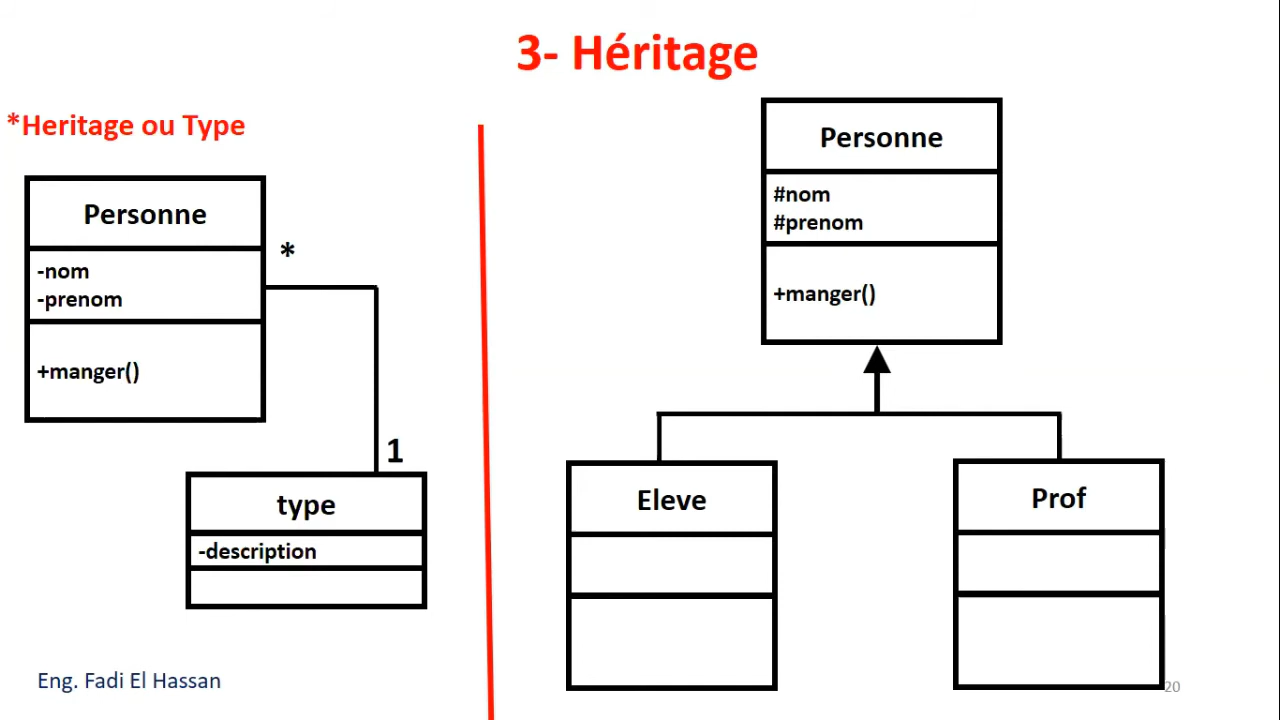 3- Héritage
*Heritage ou Type
Personne
-nom
-prenom
+manger()
*
1
type
-description
Personne
#nom
#prenom
+manger()
Eleve
Prof
Eng. Fadi El Hassan
20